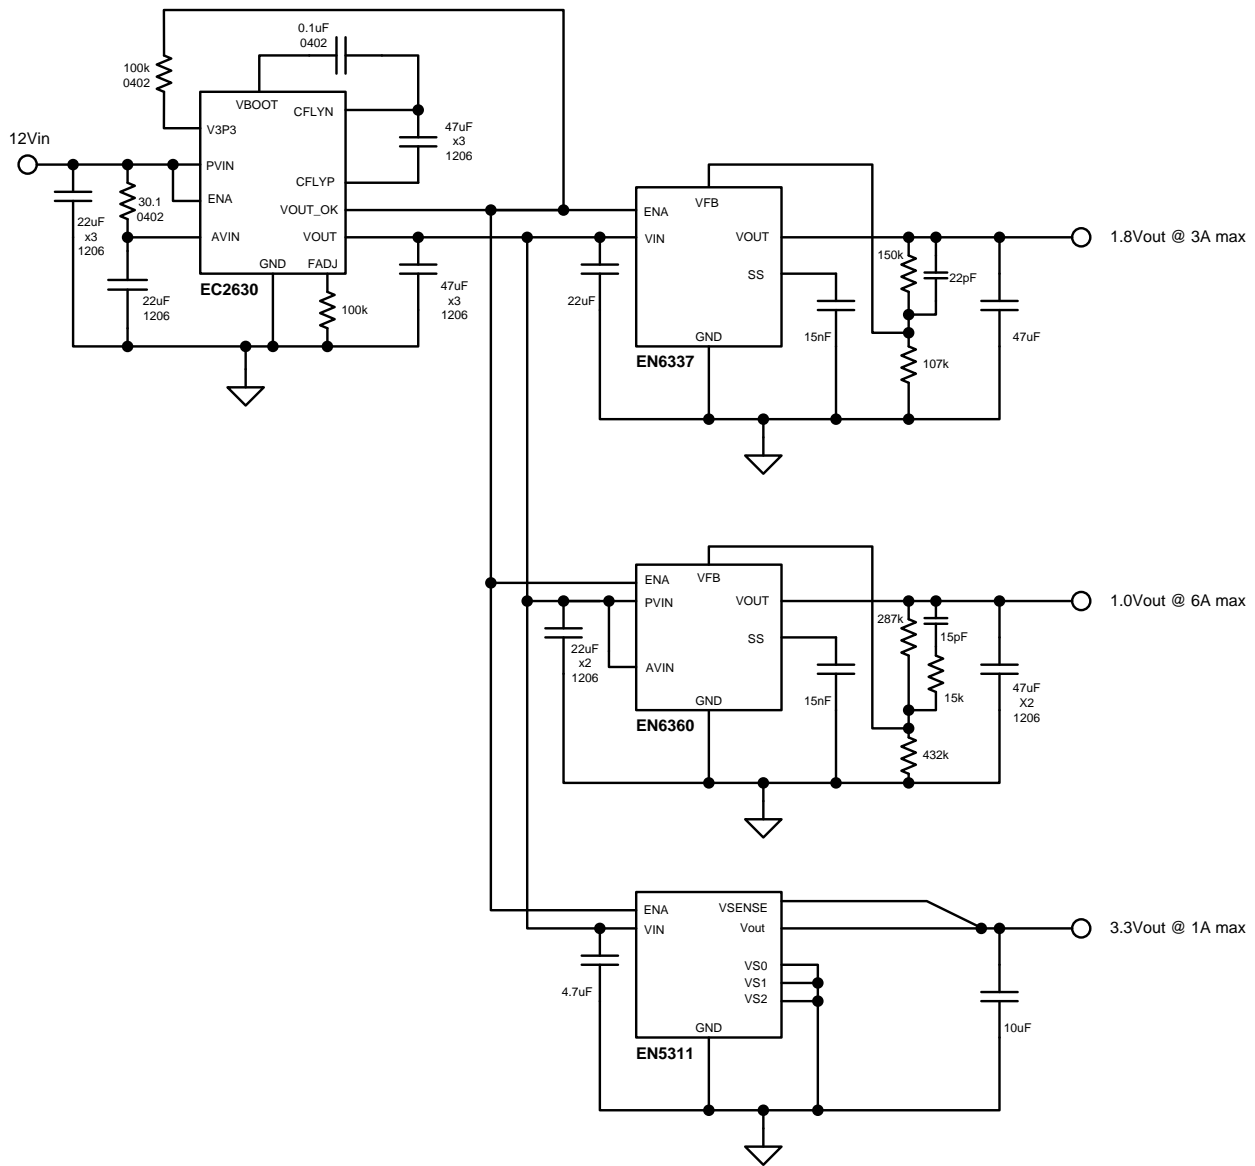 0.1uF
0402
100k
0402
VBOOT
CFLYN
V3P3
47uF
x3
1206
12Vin
PVIN
CFLYP
ENA
30.1
0402
VOUT_OK
22uF
x3
1206
AVIN
VOUT
GND
FADJ
EC2630
22uF
1206
100k
47uF
x3
1206
VFB
ENA
VIN
VOUT
1.8Vout @ 3A max
150k
22pF
SS
22uF
15nF
47uF
GND
EN6337
107k
VFB
ENA
PVIN
VOUT
1.0Vout @ 6A max
287k
15pF
SS
22uF
x2
1206
AVIN
15k
47uF
X2
1206
GND
15nF
EN6360
432k
ENA
VSENSE
VIN
Vout
3.3Vout @ 1A max
VS0
VS1
VS2
4.7uF
GND
10uF
EN5311